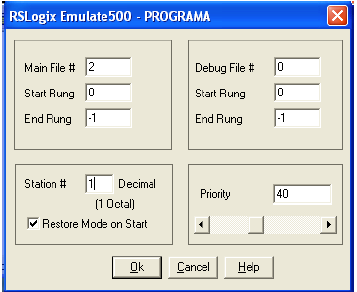 RSLogix Emulate500 - PROGRAMA
Main File # 2
Start Rung 0
End Rung -1
Debug File # 0
Start Rung 0
End Rung -1
Station # 1 Decimal
(1 Octal)
Restore Mode on Start
Priority 40
Ok Cancel Help